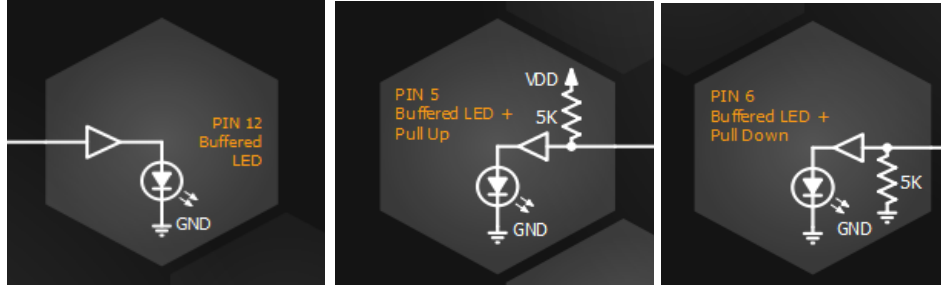 PIN 12
Buffered
LED
GND
VDD
PIN 5
Buffered LED +
Pull Up
5K
GND
PIN 6
Buffered LED +
Pull Down
5K
GND